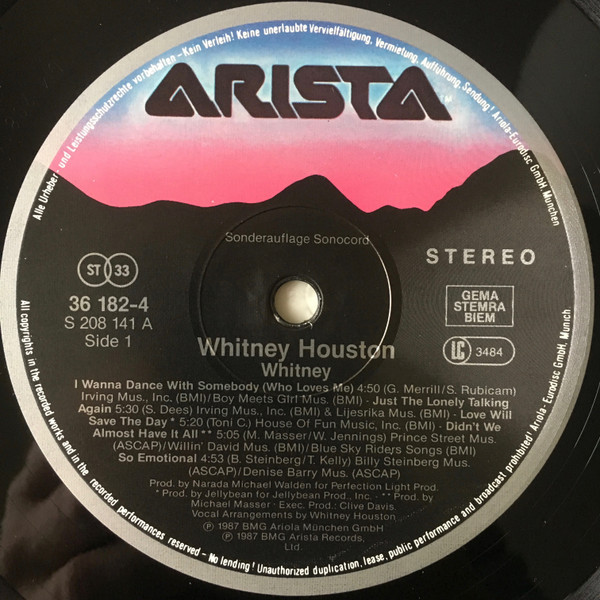 Alle Urheber- und Leistungsschutzrechte vorbehalten – Kein Verleih! Keine unerlaubte Vervielfältigung, Vermietung, Aufführung, Sendung! Ariola-Eurodisc GmbH, München
ARISTA
TM
Sonderauflage Sonocord
STEREO
ST 33
36 182-4
S 208 141 A
Side 1
GEMA
STEMRA
BIEM
LC 3484
Whitney Houston
Whitney
I Wanna Dance With Somebody (Who Loves Me) 4:50 (G. Merrill/S. Rubicam)
Irving Mus., Inc. (BMI)/Boy Meets Girl Mus. (BMI) · Just The Lonely Talking
Again 5:30 (S. Dees) Irving Mus., Inc. (BMI) & Lijesrika Mus. (BMI) · Love Will
Save The Day * 5:20 (Toni C.) House Of Fun Music, Inc. (BMI) · Didn't We
Almost Have It All ** 5:05 (M. Masser/W. Jennings) Prince Street Mus.
(ASCAP)/Willin' David Mus. (BMI)/Blue Sky Riders Songs (BMI)
So Emotional 4:53 (B. Steinberg/T. Kelly) Billy Steinberg Mus.
(ASCAP)/Denise Barry Mus. (ASCAP)
Prod. by Narada Michael Walden for Perfection Light Prod.
* Prod. by Jellybean for Jellybean Prod., Inc. · ** Prod. by
Michael Masser · Exec. Prod.: Clive Davis.
Vocal Arrangements by Whitney Houston
℗ 1987 BMG Ariola München GmbH
℗ 1987 BMG Arista Records,
Ltd.
All copyrights in the recorded works and in the recorded performances reserved – No lending! Unauthorized duplication, lease, public performance and broadcast prohibited! Ariola-Eurodisc GmbH, Munich